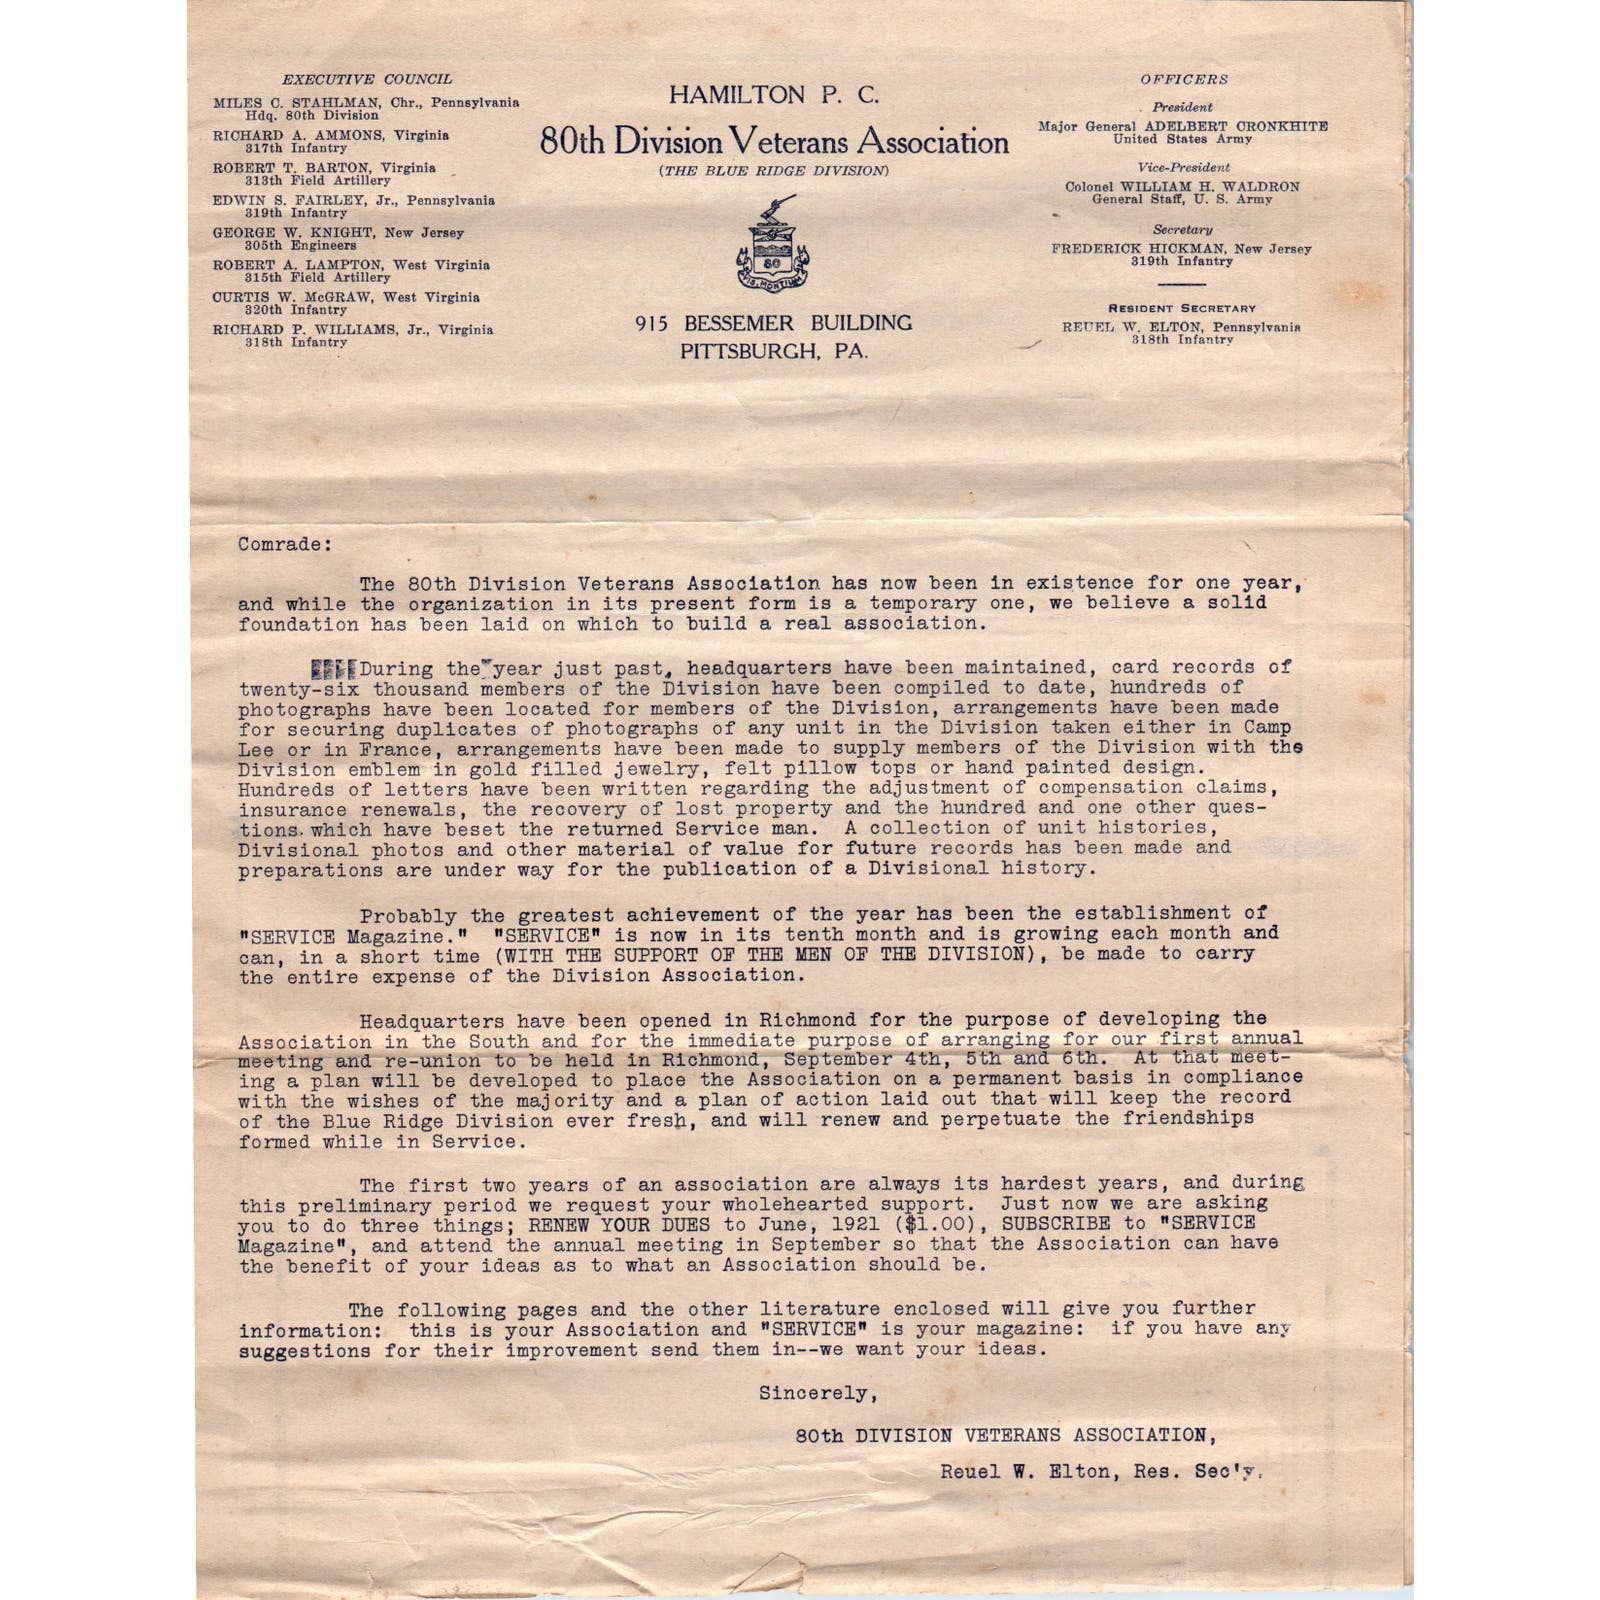 EXECUTIVE COUNCIL
MILES C. STAHLMAN, Chr., Pennsylvania
Hdq. 80th Division
RICHARD A. AMMONS, Virginia
317th Infantry
ROBERT T. BARTON, Virginia
313th Field Artillery
EDWIN S. FAIRLEY, Jr., Pennsylvania
319th Infantry
GEORGE W. KNIGHT, New Jersey
305th Engineers
ROBERT A. LAMPTON, West Virginia
315th Field Artillery
CURTIS W. McGRAW, West Virginia
320th Infantry
RICHARD P. WILLIAMS, Jr., Virginia
318th Infantry
HAMILTON P. C.
80th Division Veterans Association
(THE BLUE RIDGE DIVISION)
80
VIS MONTIUM
915 BESSEMER BUILDING
PITTSBURGH, PA.
OFFICERS
President
Major General ADELBERT CRONKHITE
United States Army
Vice-President
Colonel WILLIAM H. WALDRON
General Staff, U. S. Army
Secretary
FREDERICK HICKMAN, New Jersey
319th Infantry
RESIDENT SECRETARY
REUEL W. ELTON, Pennsylvania
318th Infantry
Comrade:
The 80th Division Veterans Association has now been in existence for one year,
and while the organization in its present form is a temporary one, we believe a solid
foundation has been laid on which to build a real association.
During the year just past, headquarters have been maintained, card records of
twenty-six thousand members of the Division have been compiled to date, hundreds of
photographs have been located for members of the Division, arrangements have been made
for securing duplicates of photographs of any unit in the Division taken either in Camp
Lee or in France, arrangements have been made to supply members of the Division with the
Division emblem in gold filled jewelry, felt pillow tops or hand painted design.
Hundreds of letters have been written regarding the adjustment of compensation claims,
insurance renewals, the recovery of lost property and the hundred and one other ques-
tions which have beset the returned Service man.  A collection of unit histories,
Divisional photos and other material of value for future records has been made and
preparations are under way for the publication of a Divisional history.
Probably the greatest achievement of the year has been the establishment of
"SERVICE Magazine."  "SERVICE" is now in its tenth month and is growing each month and
can, in a short time (WITH THE SUPPORT OF THE MEN OF THE DIVISION), be made to carry
the entire expense of the Division Association.
Headquarters have been opened in Richmond for the purpose of developing the
Association in the South and for the immediate purpose of arranging for our first annual
meeting and re-union to be held in Richmond, September 4th, 5th and 6th.  At that meet-
ing a plan will be developed to place the Association on a permanent basis in compliance
with the wishes of the majority and a plan of action laid out that will keep the record
of the Blue Ridge Division ever fresh, and will renew and perpetuate the friendships
formed while in Service.
The first two years of an association are always its hardest years, and during
this preliminary period we request your wholehearted support.  Just now we are asking
you to do three things; RENEW YOUR DUES to June, 1921 ($1.00), SUBSCRIBE to "SERVICE
Magazine", and attend the annual meeting in September so that the Association can have
the benefit of your ideas as to what an Association should be.
The following pages and the other literature enclosed will give you further
information:  this is your Association and "SERVICE" is your magazine:  if you have any
suggestions for their improvement send them in--we want your ideas.
Sincerely,
80th DIVISION VETERANS ASSOCIATION,
Reuel W. Elton, Res. Sec'y.